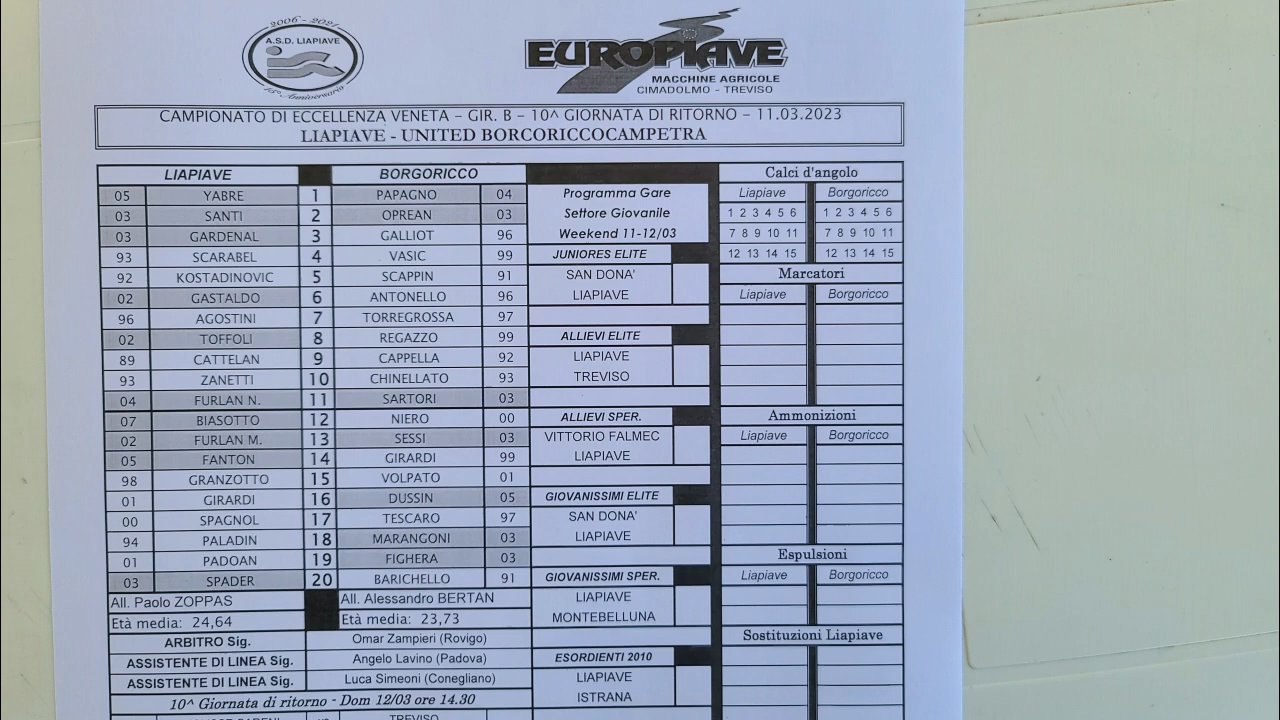 2006 - 2021
A.S.D. LIAPIAVE
15° Anniversario
EUROPIAVE
MACCHINE AGRICOLE
CIMADOLMO - TREVISO
CAMPIONATO DI ECCELLENZA VENETA – GIR. B – 10^ GIORNATA DI RITORNO – 11.03.2023
LIAPIAVE - UNITED BORCORICCOCAMPETRA
LIAPIAVE BORGORICCO
05 YABRE 1 PAPAGNO 04
03 SANTI 2 OPREAN 03
03 GARDENAL 3 GALLIOT 96
93 SCARABEL 4 VASIC 99
92 KOSTADINOVIC 5 SCAPPIN 91
02 GASTALDO 6 ANTONELLO 96
96 AGOSTINI 7 TORREGROSSA 97
02 TOFFOLI 8 REGAZZO 99
89 CATTELAN 9 CAPPELLA 92
93 ZANETTI 10 CHINELLATO 93
04 FURLAN N. 11 SARTORI 03
07 BIASOTTO 12 NIERO 00
02 FURLAN M. 13 SESSI 03
05 FANTON 14 GIRARDI 99
98 GRANZOTTO 15 VOLPATO 01
01 GIRARDI 16 DUSSIN 05
00 SPAGNOL 17 TESCARO 97
94 PALADIN 18 MARANGONI 03
01 PADOAN 19 FIGHERA 03
03 SPADER 20 BARICHELLO 91
All. Paolo ZOPPAS All. Alessandro BERTAN
Età media: 24,64 Età media: 23,73
ARBITRO Sig. Omar Zampieri (Rovigo)
ASSISTENTE DI LINEA Sig. Angelo Lavino (Padova)
ASSISTENTE DI LINEA Sig. Luca Simeoni (Conegliano)
10^ Giornata di ritorno - Dom 12/03 ore 14.30
TREVISO
Programma Gare
Settore Giovanile
Weekend 11-12/03
JUNIORES ELITE
SAN DONA'
LIAPIAVE
ALLIEVI ELITE
LIAPIAVE
TREVISO
ALLIEVI SPER.
VITTORIO FALMEC
LIAPIAVE
GIOVANISSIMI ELITE
SAN DONA'
LIAPIAVE
GIOVANISSIMI SPER.
LIAPIAVE
MONTEBELLUNA
ESORDIENTI 2010
LIAPIAVE
ISTRANA
Calci d'angolo
Liapiave Borgoricco
1 2 3 4 5 6 1 2 3 4 5 6
7 8 9 10 11 7 8 9 10 11
12 13 14 15 12 13 14 15
Marcatori
Liapiave Borgoricco
Ammonizioni
Liapiave Borgoricco
Espulsioni
Liapiave Borgoricco
Sostituzioni Liapiave